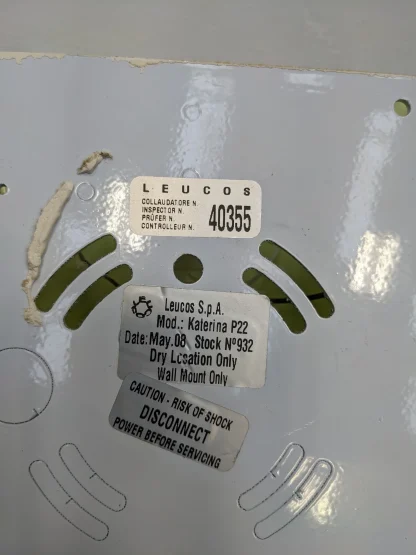 LEUCOS
COLLAUDATORE N.
INSPECTOR N.
PRÜFER N.
CONTROLLEUR N.
40355
Leucos S.p.A.
Mod.: Katerina P22
Date: May.08 Stock Nº932
Dry Location Only
Wall Mount Only
CAUTION - RISK OF SHOCK
DISCONNECT
POWER BEFORE SERVICING